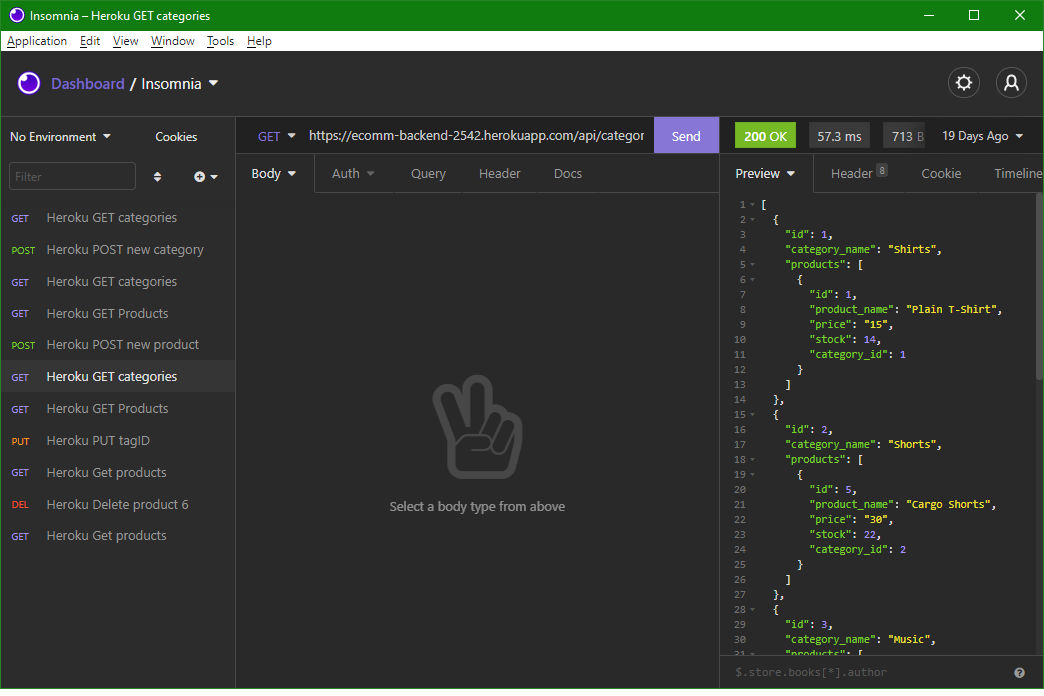 Insomnia – Heroku GET categories
Application Edit View Window Tools Help
Dashboard / Insomnia
No Environment Cookies
GET https://ecomm-backend-2542.herokuapp.com/api/categor Send
200 OK 57.3 ms 713 B 19 Days Ago
Filter
Body Auth Query Header Docs
Preview Header 8 Cookie Timeline
GET Heroku GET categories
POST Heroku POST new category
GET Heroku GET categories
GET Heroku GET Products
POST Heroku POST new product
GET Heroku GET categories
GET Heroku GET Products
PUT Heroku PUT tagID
GET Heroku Get products
DEL Heroku Delete product 6
GET Heroku Get products
Select a body type from above
1 [
2 {
3 "id": 1,
4 "category_name": "Shirts",
5 "products": [
6 {
7 "id": 1,
8 "product_name": "Plain T-Shirt",
9 "price": "15",
10 "stock": 14,
11 "category_id": 1
12 }
13 ]
14 },
15 {
16 "id": 2,
17 "category_name": "Shorts",
18 "products": [
19 {
20 "id": 5,
21 "product_name": "Cargo Shorts",
22 "price": "30",
23 "stock": 22,
24 "category_id": 2
25 }
26 ]
27 },
28 {
29 "id": 3,
30 "category_name": "Music",
31 "products": [
$.store.books[*].author